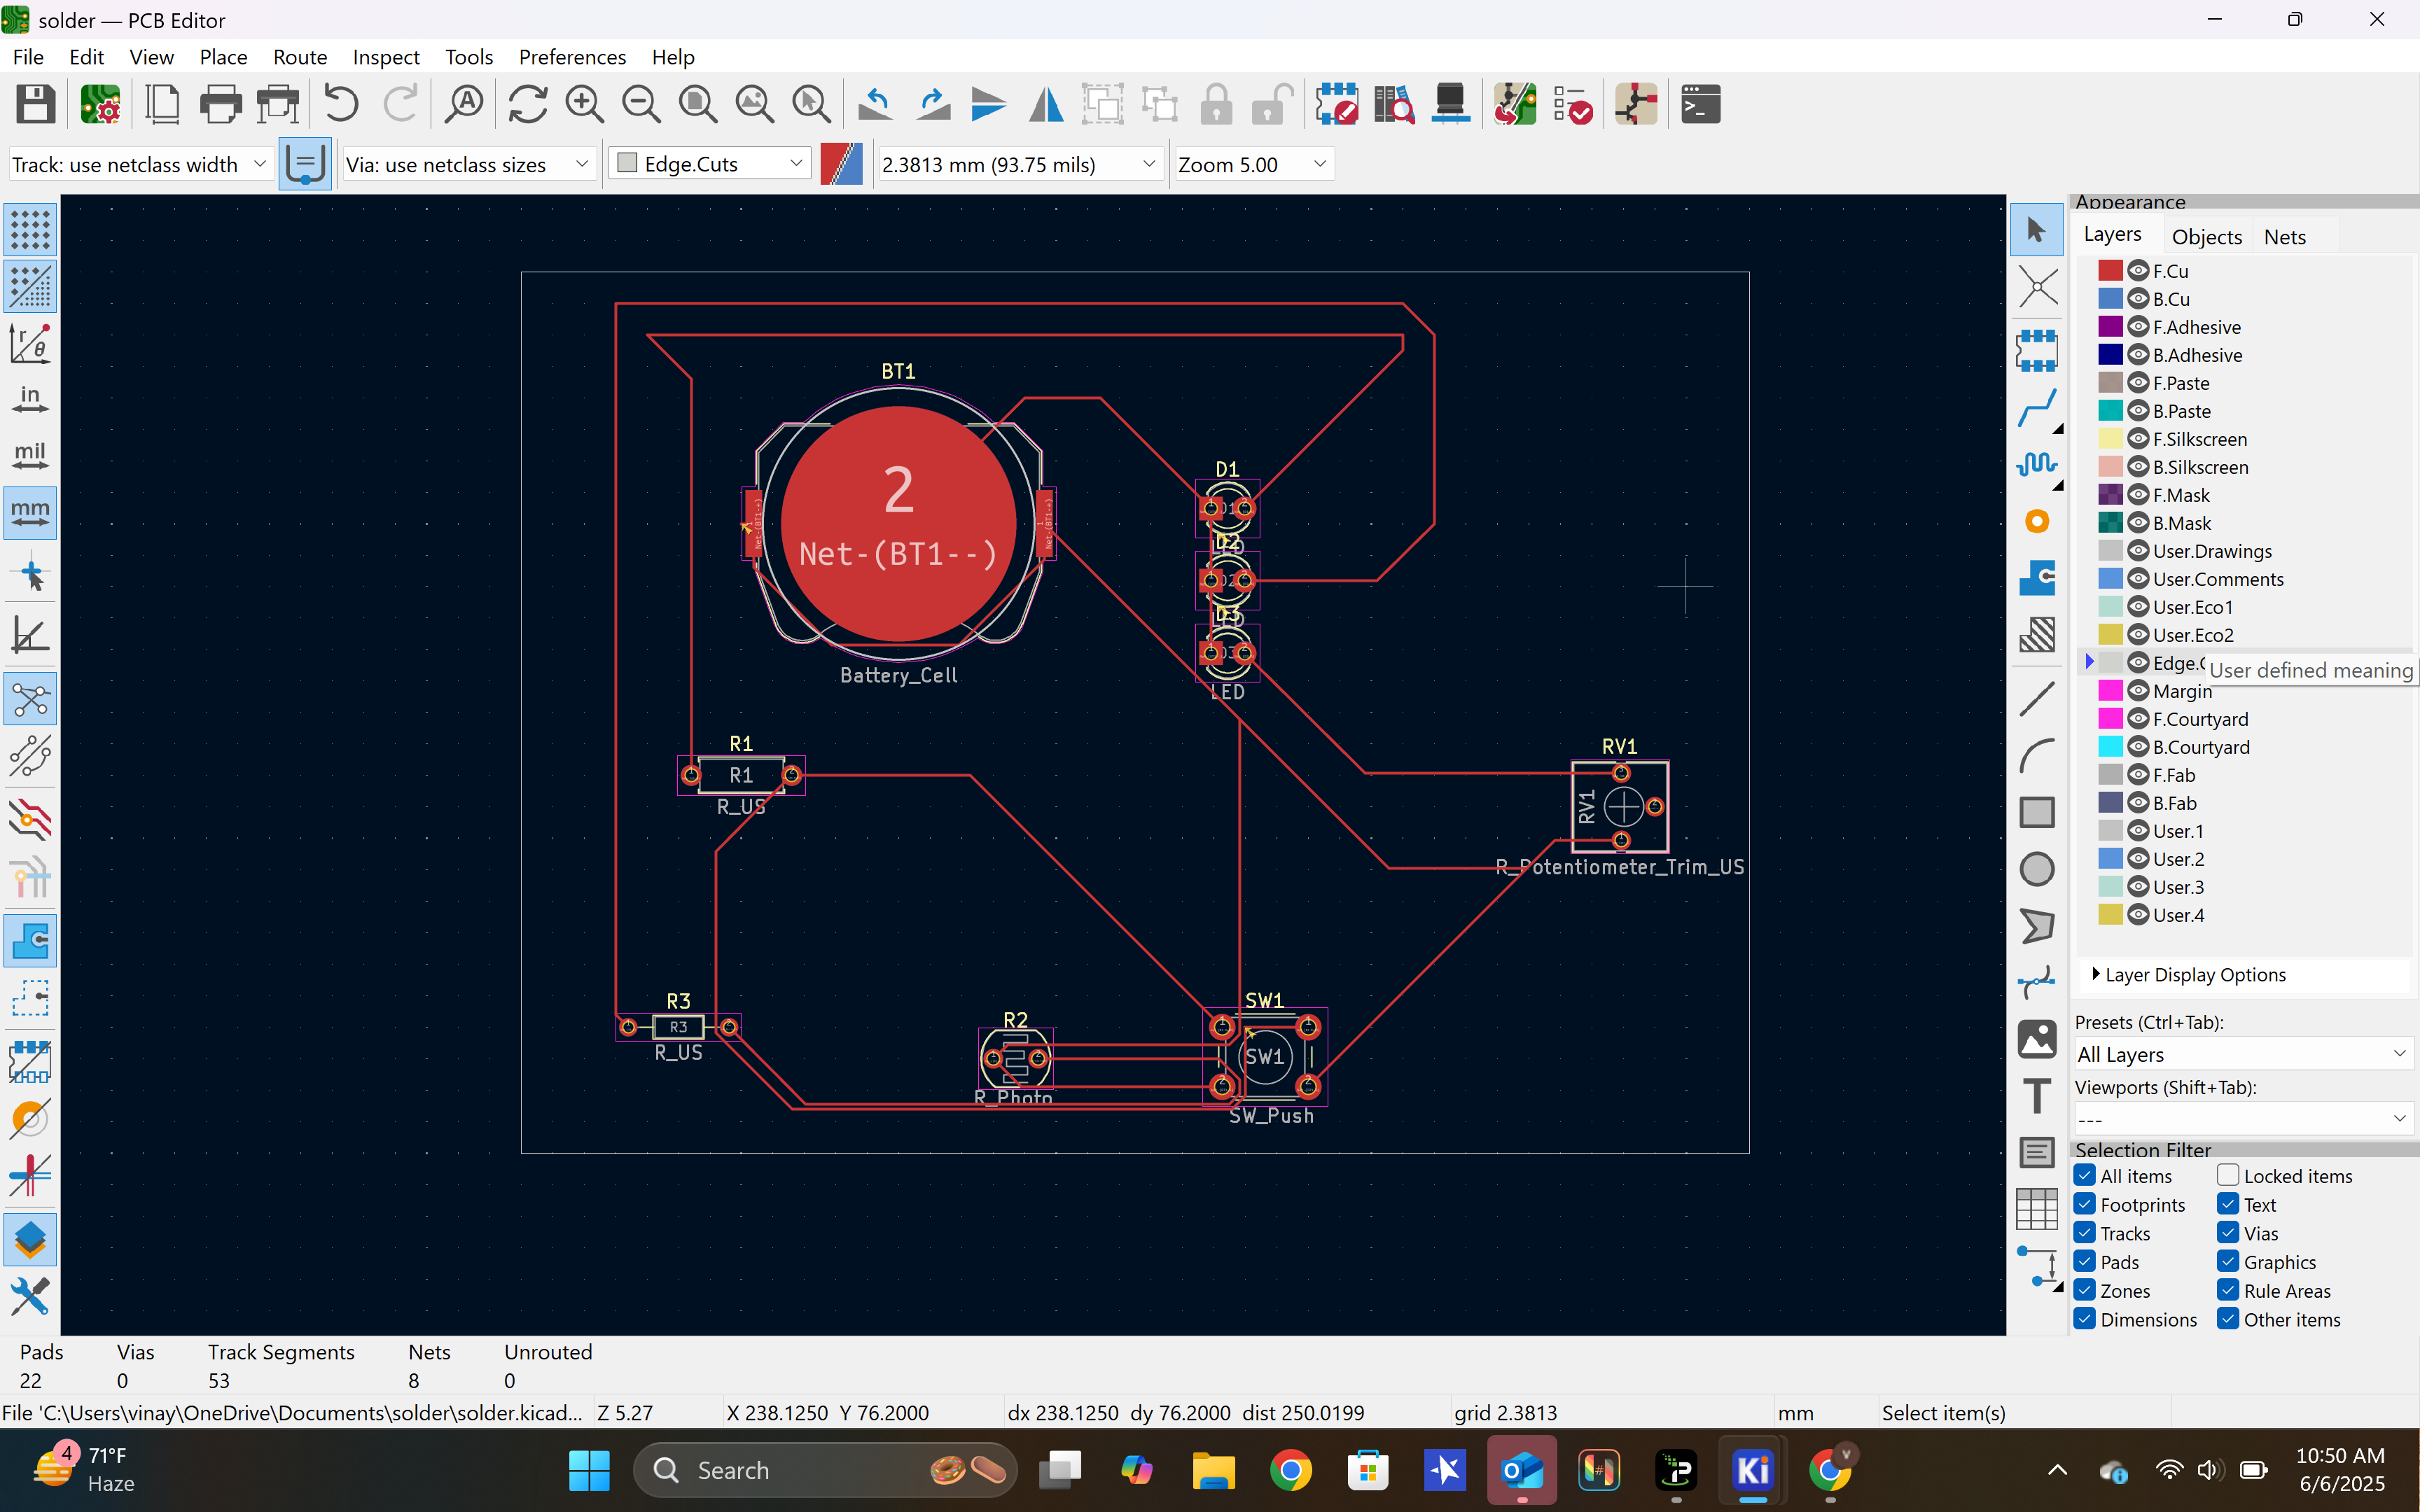 solder — PCB Editor
File Edit View Place Route Inspect Tools Preferences Help
Track: use netclass width Via: use netclass sizes Edge.Cuts 2.3813 mm (93.75 mils) Zoom 5.00
in
mil
mm
BT1
2
Net-(BT1--)
Net-(BT1-+)
Net-(BT1-+)
Battery_Cell
D1
D2
D3
LED
R1
R1
R_US
RV1
RV1
R_Potentiometer_Trim_US
R3
R3
R_US
R2
R_Photo
SW1
SW1
SW_Push
Appearance
Layers Objects Nets
F.Cu
B.Cu
F.Adhesive
B.Adhesive
F.Paste
B.Paste
F.Silkscreen
B.Silkscreen
F.Mask
B.Mask
User.Drawings
User.Comments
User.Eco1
User.Eco2
Edge.C
User defined meaning
Margin
F.Courtyard
B.Courtyard
F.Fab
B.Fab
User.1
User.2
User.3
User.4
Layer Display Options
Presets (Ctrl+Tab):
All Layers
Viewports (Shift+Tab):
---
Selection Filter
All items Locked items
Footprints Text
Tracks Vias
Pads Graphics
Zones Rule Areas
Dimensions Other items
Pads Vias Track Segments Nets Unrouted
22 0 53 8 0
File 'C:\Users\vinay\OneDrive\Documents\solder\solder.kicad... Z 5.27 X 238.1250 Y 76.2000 dx 238.1250 dy 76.2000 dist 250.0199 grid 2.3813 mm Select item(s)
4
71°F
Haze
Search
Ki
10:50 AM
6/6/2025